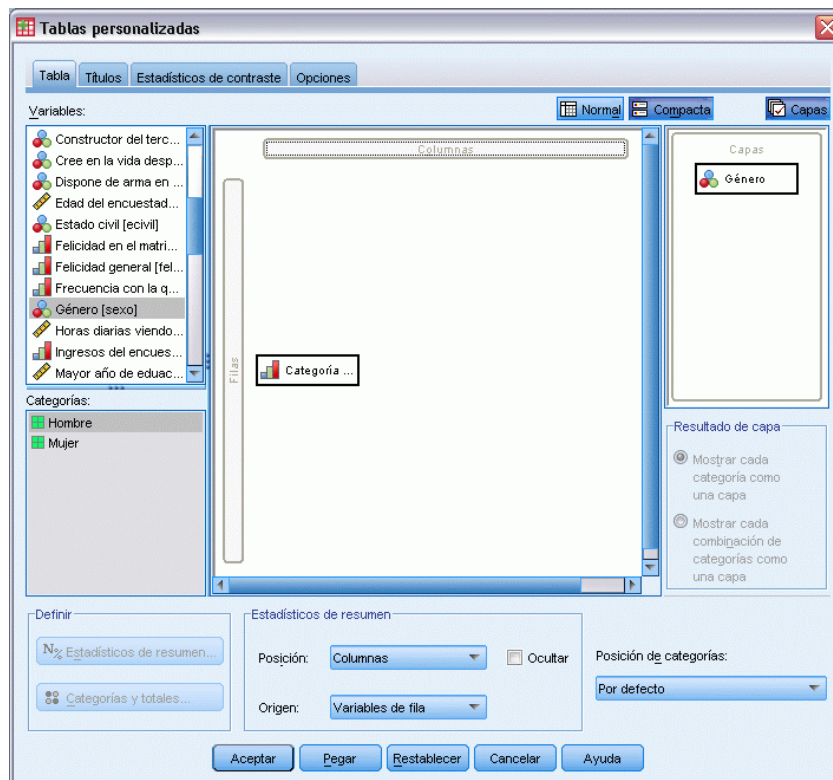 Tablas personalizadas
Tabla
Títulos
Estadísticos de contraste
Opciones
Variables:
Normal
Compacta
Capas
Constructor del terc...
Cree en la vida desp...
Dispone de arma en ...
Edad del encuestad...
Estado civil [ecivil]
Felicidad en el matri...
Felicidad general [fel...
Frecuencia con la q...
Género [sexo]
Horas diarias viendo...
Ingresos del encues...
Mayor año de eduac...
Categorías:
Hombre
Mujer
Columnas
Filas
Categoría ...
Capas
Género
Resultado de capa
Mostrar cada
categoría como
una capa
Mostrar cada
combinación de
categorías como
una capa
Definir
N% Estadísticos de resumen...
Categorías y totales...
Estadísticos de resumen
Posición:
Columnas
Ocultar
Origen:
Variables de fila
Posición de categorías:
Por defecto
Aceptar
Pegar
Restablecer
Cancelar
Ayuda